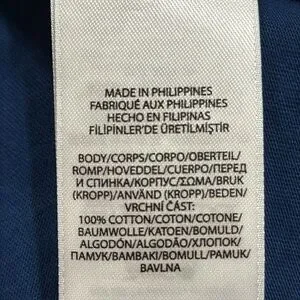 MADE IN PHILIPPINES
FABRIQUÉ AUX PHILIPPINES
HECHO EN FILIPINAS
FİLİPİNLER'DE ÜRETİLMİŞTİR
BODY/CORPS/CORPO/OBERTEIL/
ROMP/HOVEDDEL/CUERPO/ПЕРЕД
И СПИНКА/КОРПУС/ΣΩΜΑ/BRUK
(KROPP)/ANVÄND (KROPP)/BEDEN/
VRCHNÍ ČÁST:
100% COTTON/COTON/COTONE/
BAUMWOLLE/KATOEN/BOMULD/
ALGODÓN/ALGODÃO/ХЛОПОК/
ПАМУК/ΒΑΜΒΑΚΙ/BOMULL/PAMUK/
BAVLNA